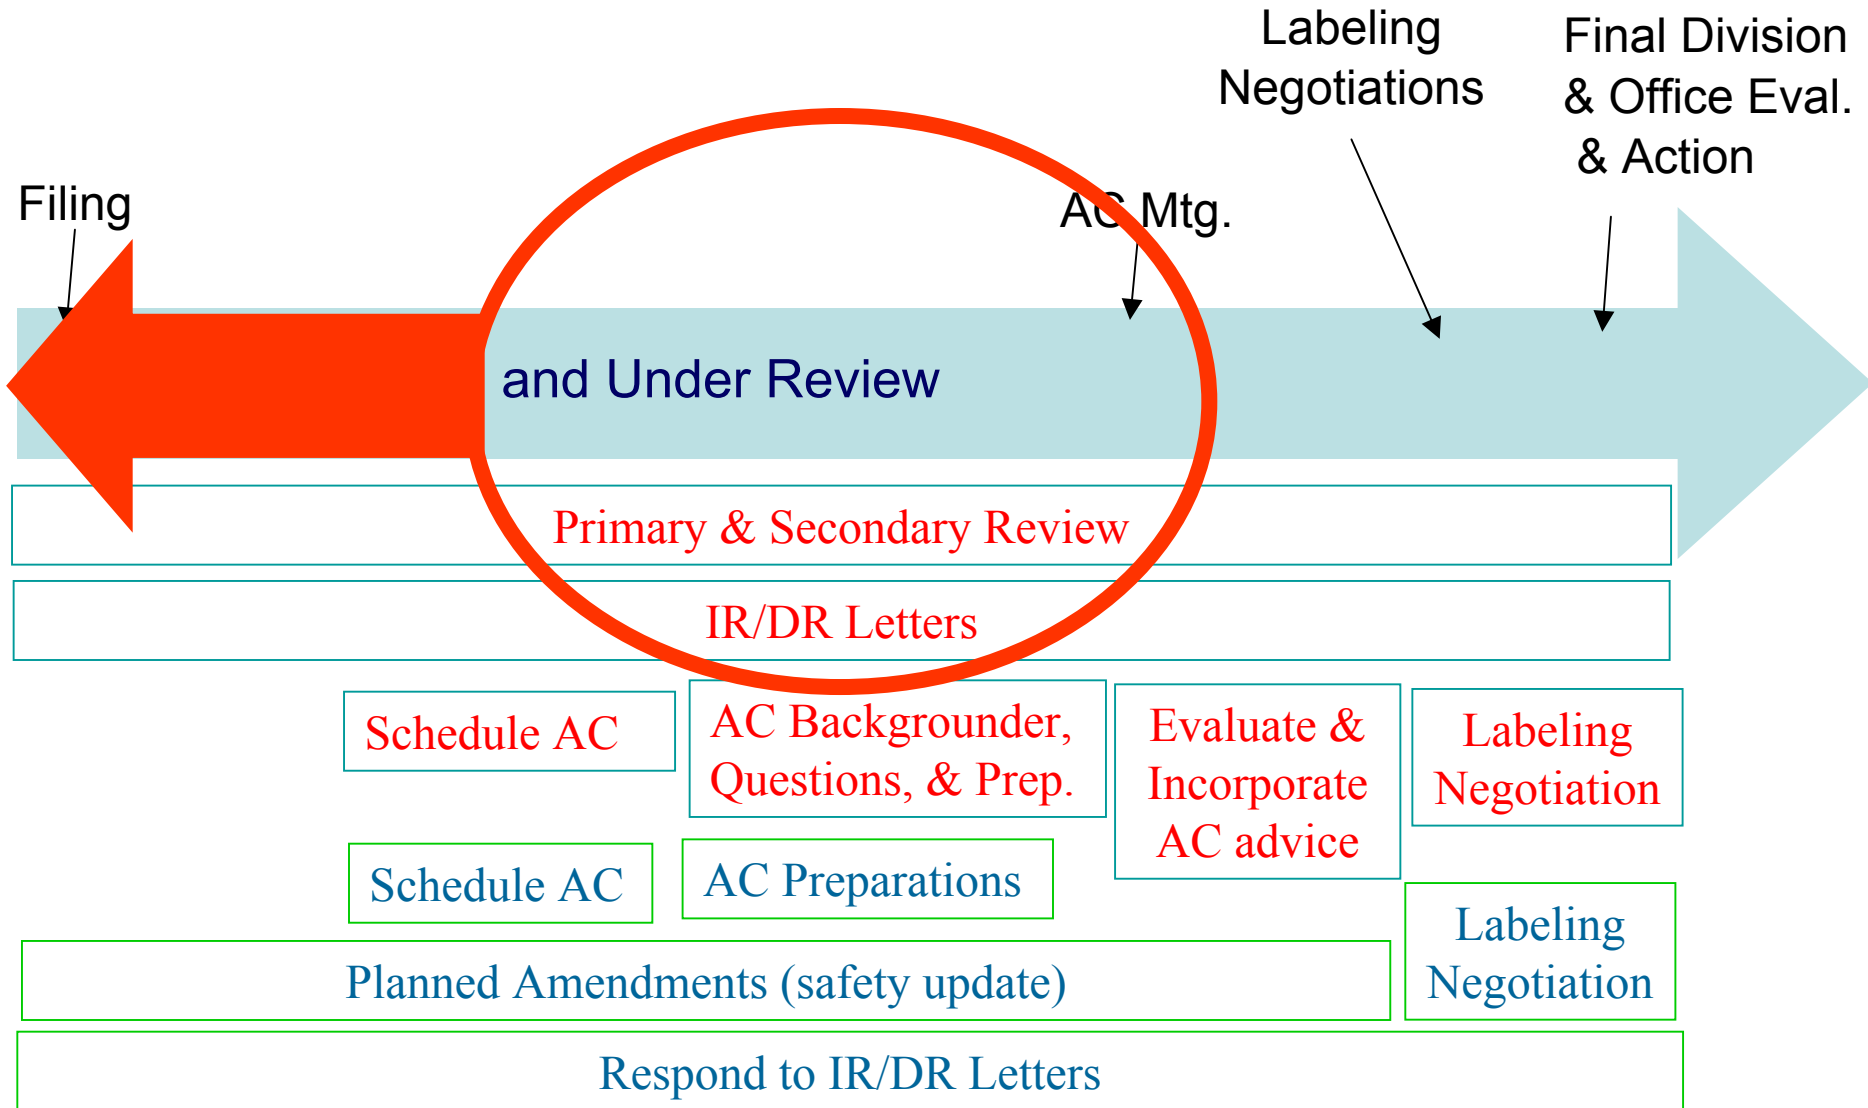 Labeling
Negotiations
Final Division
& Office Eval.
& Action
Filing
AC Mtg.
and Under Review
Primary & Secondary Review
IR/DR Letters
Schedule AC
AC Backgrounder,
Questions, & Prep.
Evaluate &
Incorporate
AC advice
Labeling
Negotiation
Schedule AC
AC Preparations
Labeling
Negotiation
Planned Amendments (safety update)
Respond to IR/DR Letters